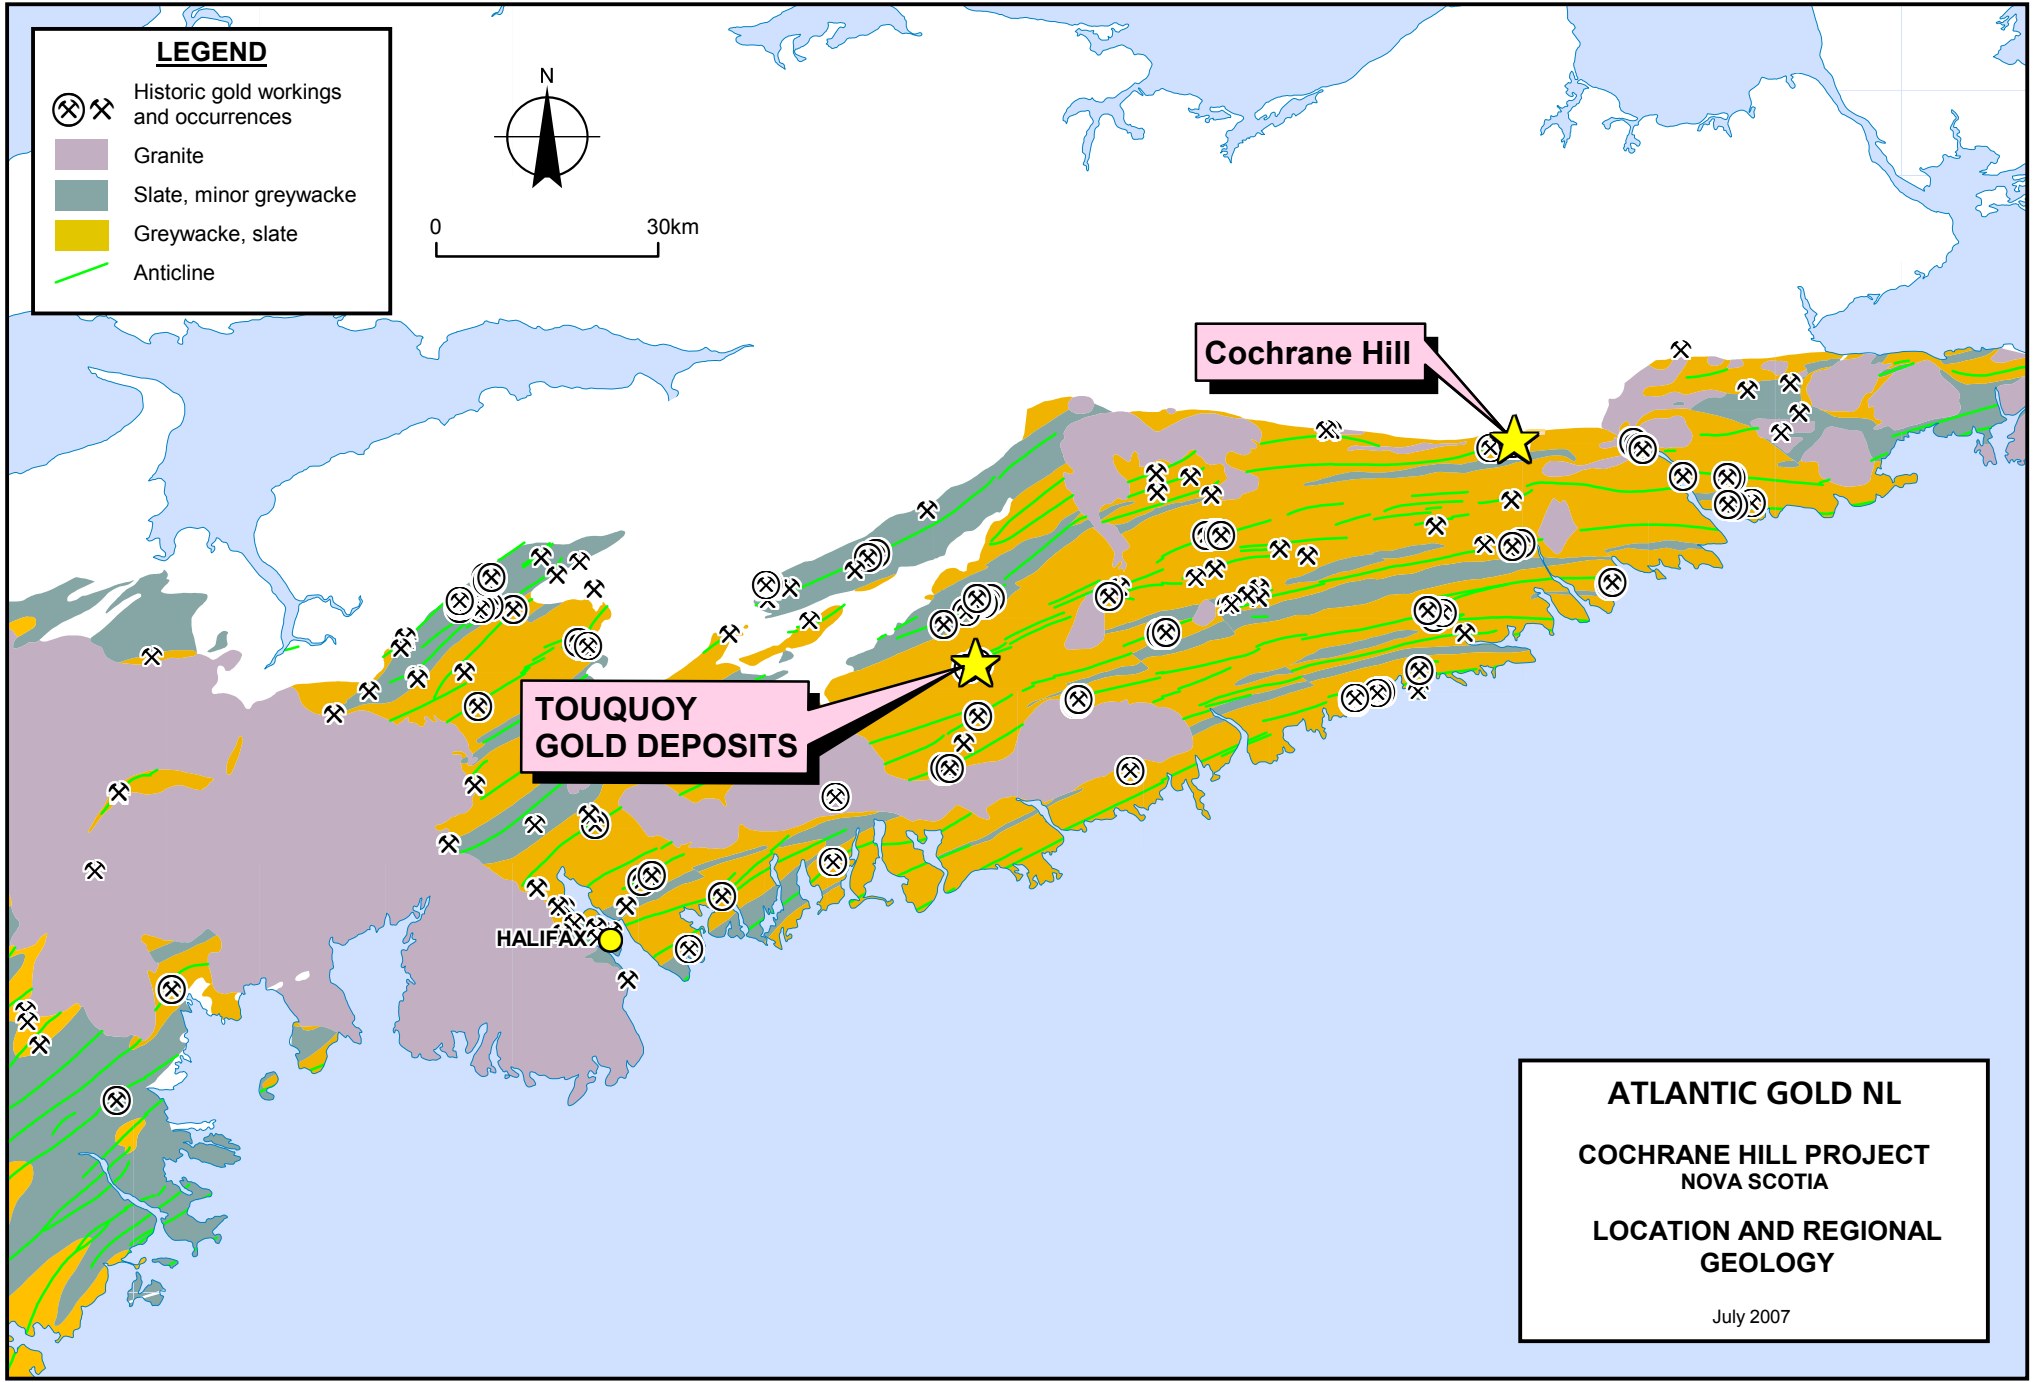 LEGEND
Historic gold workings
and occurrences
Granite
Slate, minor greywacke
Greywacke, slate
Anticline
N
0 30km
Cochrane Hill
TOUQUOY
GOLD DEPOSITS
HALIFAX
ATLANTIC GOLD NL
COCHRANE HILL PROJECT
NOVA SCOTIA
LOCATION AND REGIONAL
GEOLOGY
July 2007